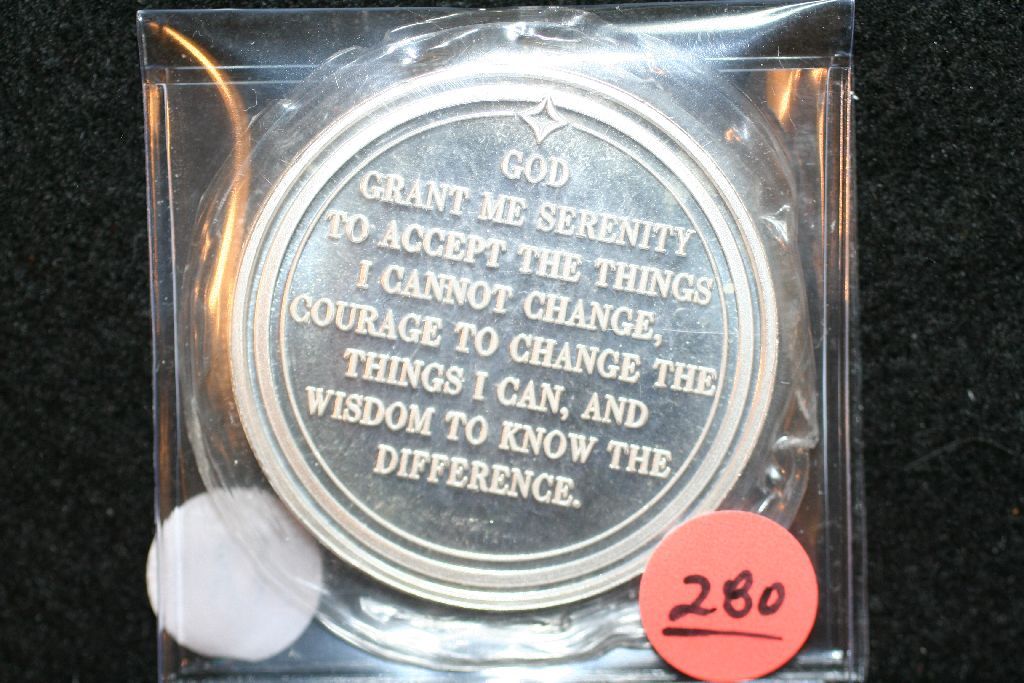 GOD
GRANT ME SERENITY
TO ACCEPT THE THINGS
I CANNOT CHANGE,
COURAGE TO CHANGE THE
THINGS I CAN, AND
WISDOM TO KNOW THE
DIFFERENCE.
280